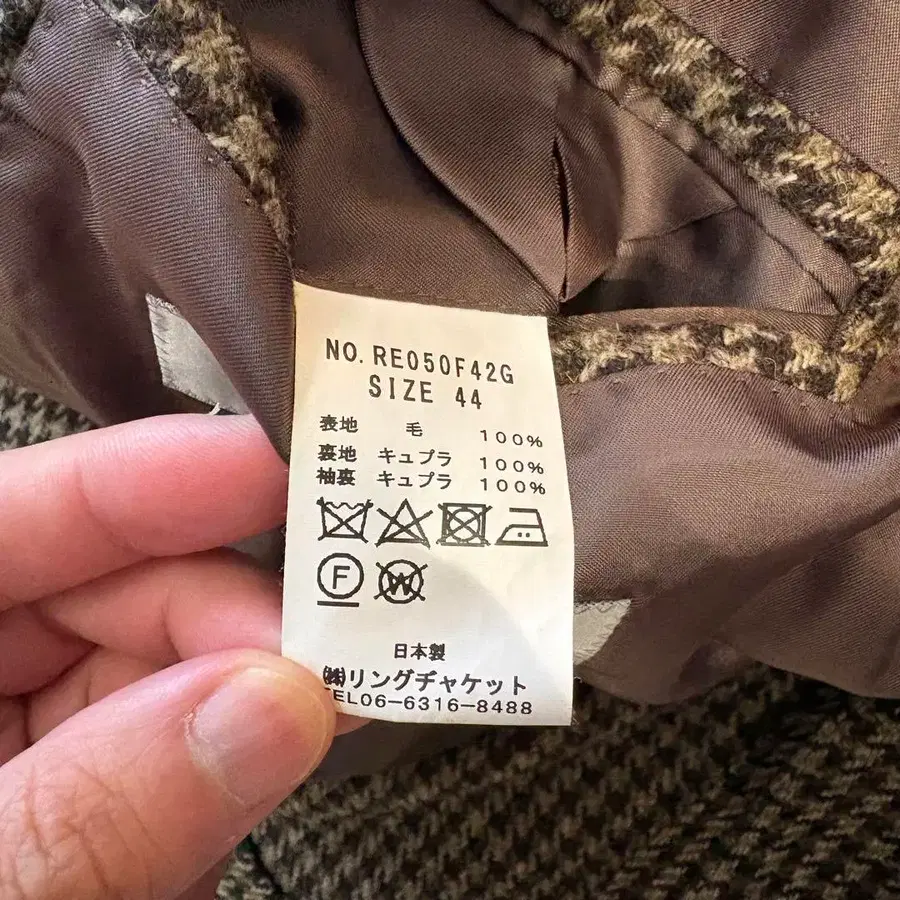 NO. RE050F42G
SIZE 44
表地 毛 100%
裏地 キュプラ 100%
袖裏 キュプラ 100%
F W
日本製
㈱リングヂャケット
TEL06-6316-8488